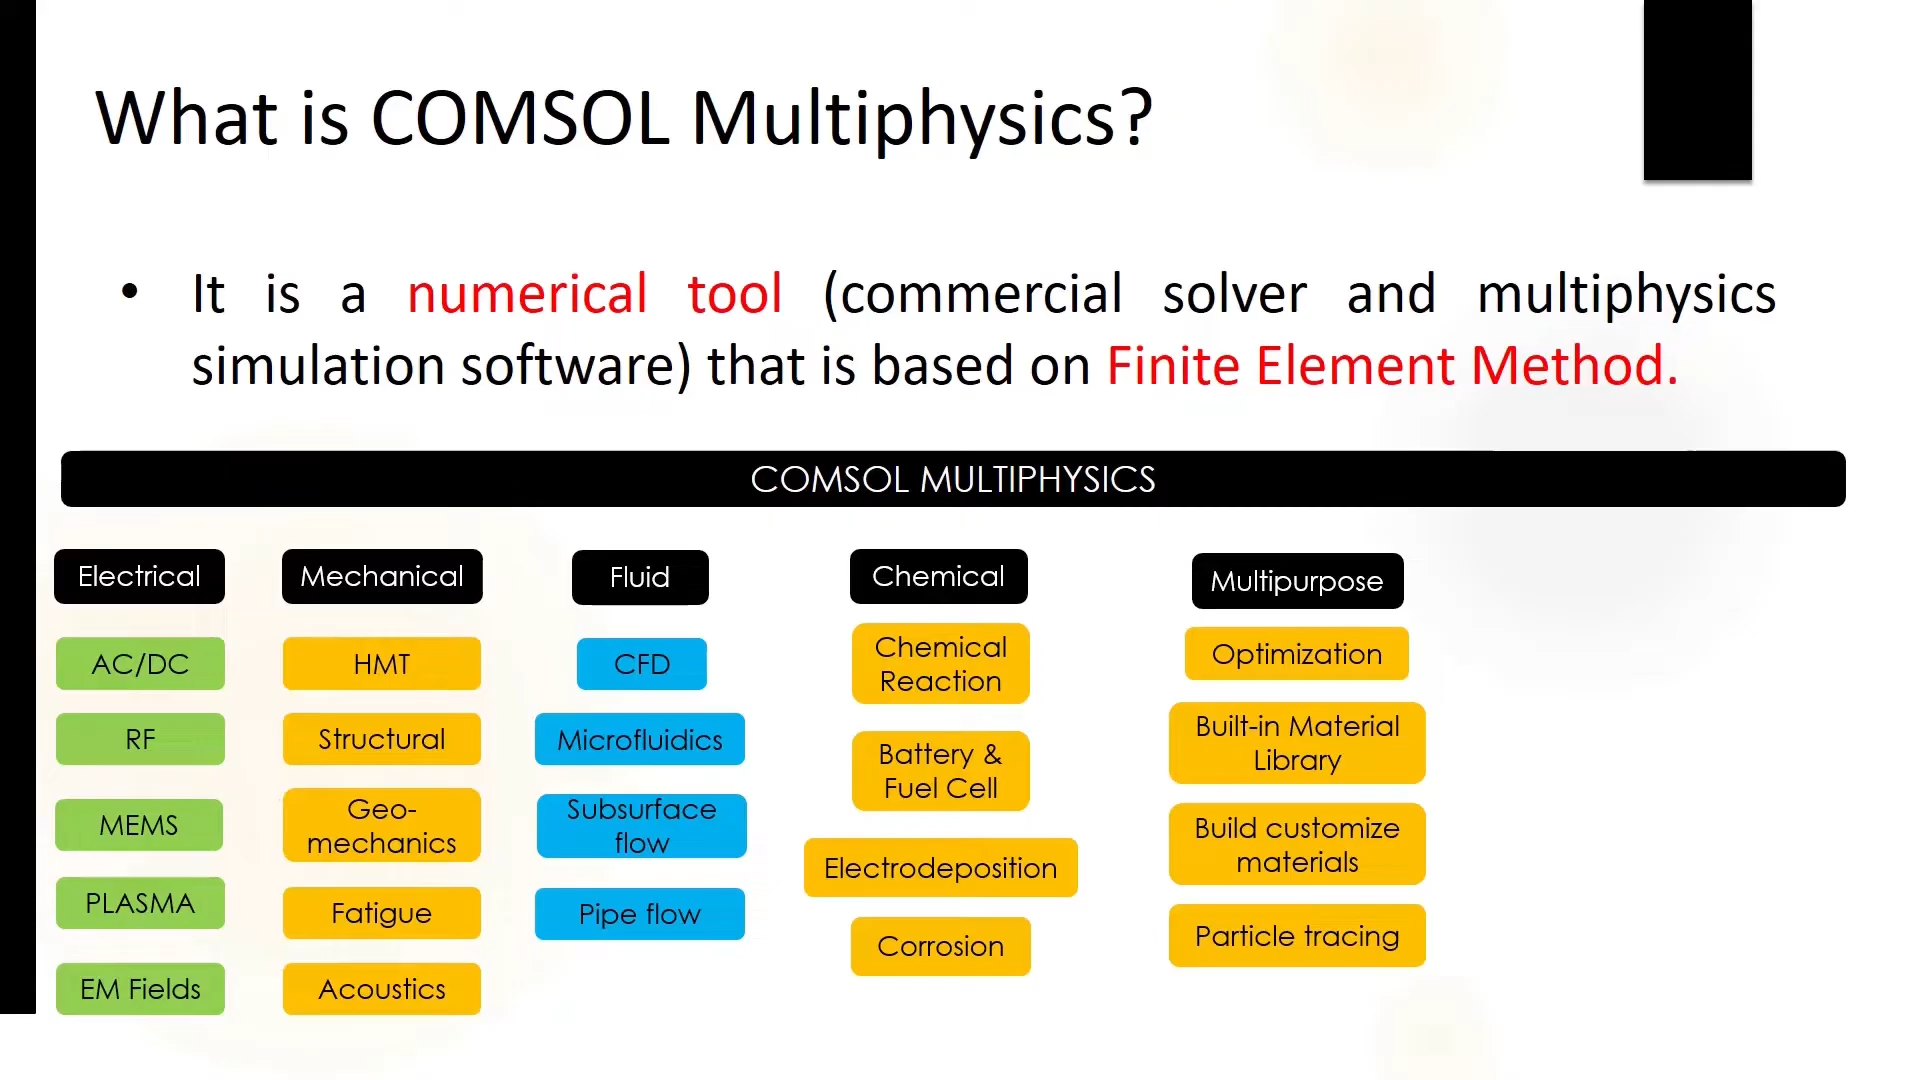 What is COMSOL Multiphysics?
• It is a numerical tool (commercial solver and multiphysics
simulation software) that is based on Finite Element Method.
COMSOL MULTIPHYSICS
Electrical
AC/DC
RF
MEMS
PLASMA
EM Fields
Mechanical
HMT
Structural
Geo-
mechanics
Fatigue
Acoustics
Fluid
CFD
Microfluidics
Subsurface
flow
Pipe flow
Chemical
Chemical
Reaction
Battery &
Fuel Cell
Electrodeposition
Corrosion
Multipurpose
Optimization
Built-in Material
Library
Build customize
materials
Particle tracing